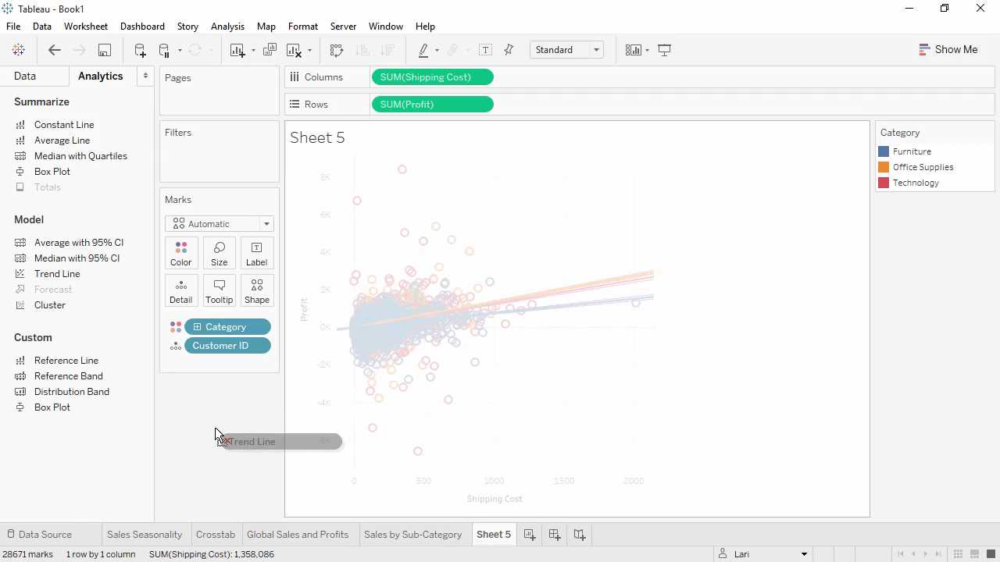 Tableau - Book1
File Data Worksheet Dashboard Story Analysis Map Format Server Window Help
Standard
Show Me
Data Analytics
Pages
Columns SUM(Shipping Cost)
Rows SUM(Profit)
Summarize
Constant Line
Average Line
Median with Quartiles
Box Plot
Totals
Model
Average with 95% CI
Median with 95% CI
Trend Line
Forecast
Cluster
Custom
Reference Line
Reference Band
Distribution Band
Box Plot
Filters
Marks
Automatic
Color Size Label
Detail Tooltip Shape
Category
Customer ID
Trend Line
Sheet 5
8K
6K
4K
2K
0K
-2K
-4K
Profit
0 500 1000 1500 2000
Shipping Cost
Category
Furniture
Office Supplies
Technology
Data Source Sales Seasonality Crosstab Global Sales and Profits Sales by Sub-Category Sheet 5
28671 marks 1 row by 1 column SUM(Shipping Cost): 1,358,086 Lari